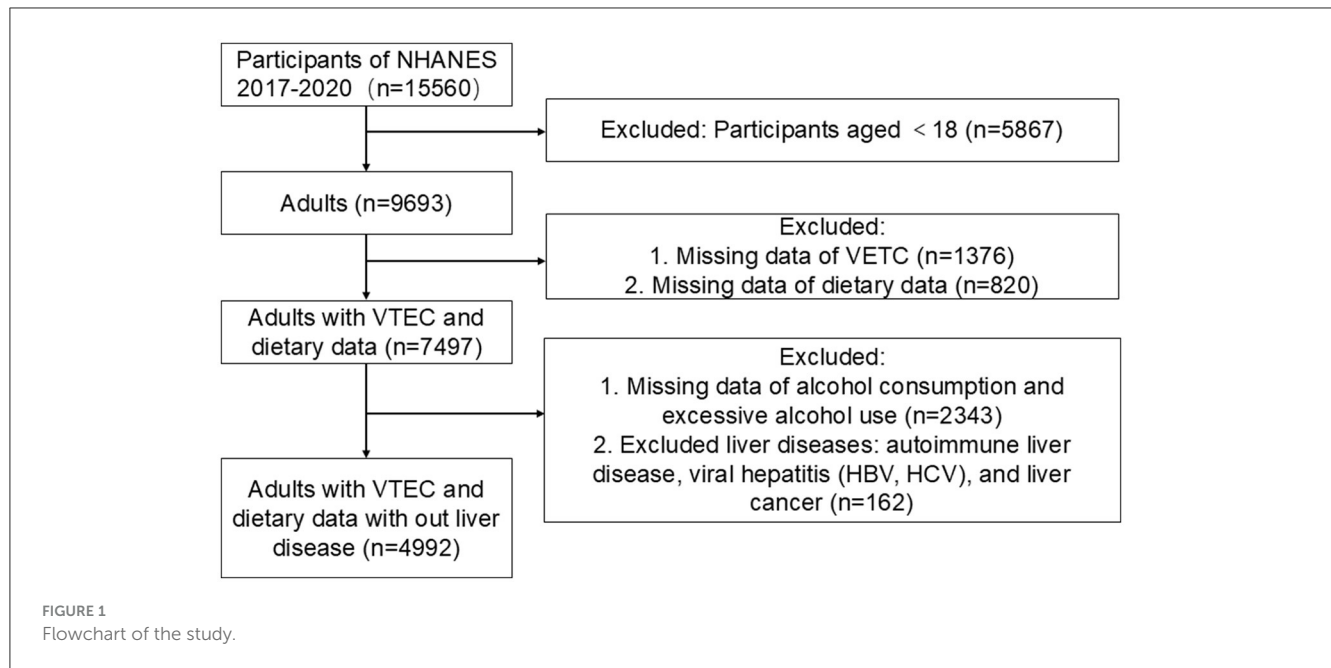 Participants of NHANES
2017-2020（n=15560）
Excluded: Participants aged < 18 (n=5867)
Adults (n=9693)
Excluded:
1. Missing data of VETC (n=1376)
2. Missing data of dietary data (n=820)
Adults with VTEC and
dietary data (n=7497)
Excluded:
1. Missing data of alcohol consumption and
excessive alcohol use (n=2343)
2. Excluded liver diseases: autoimmune liver
disease, viral hepatitis (HBV, HCV), and liver
cancer (n=162)
Adults with VTEC and
dietary data with out liver
disease (n=4992)
FIGURE 1
Flowchart of the study.